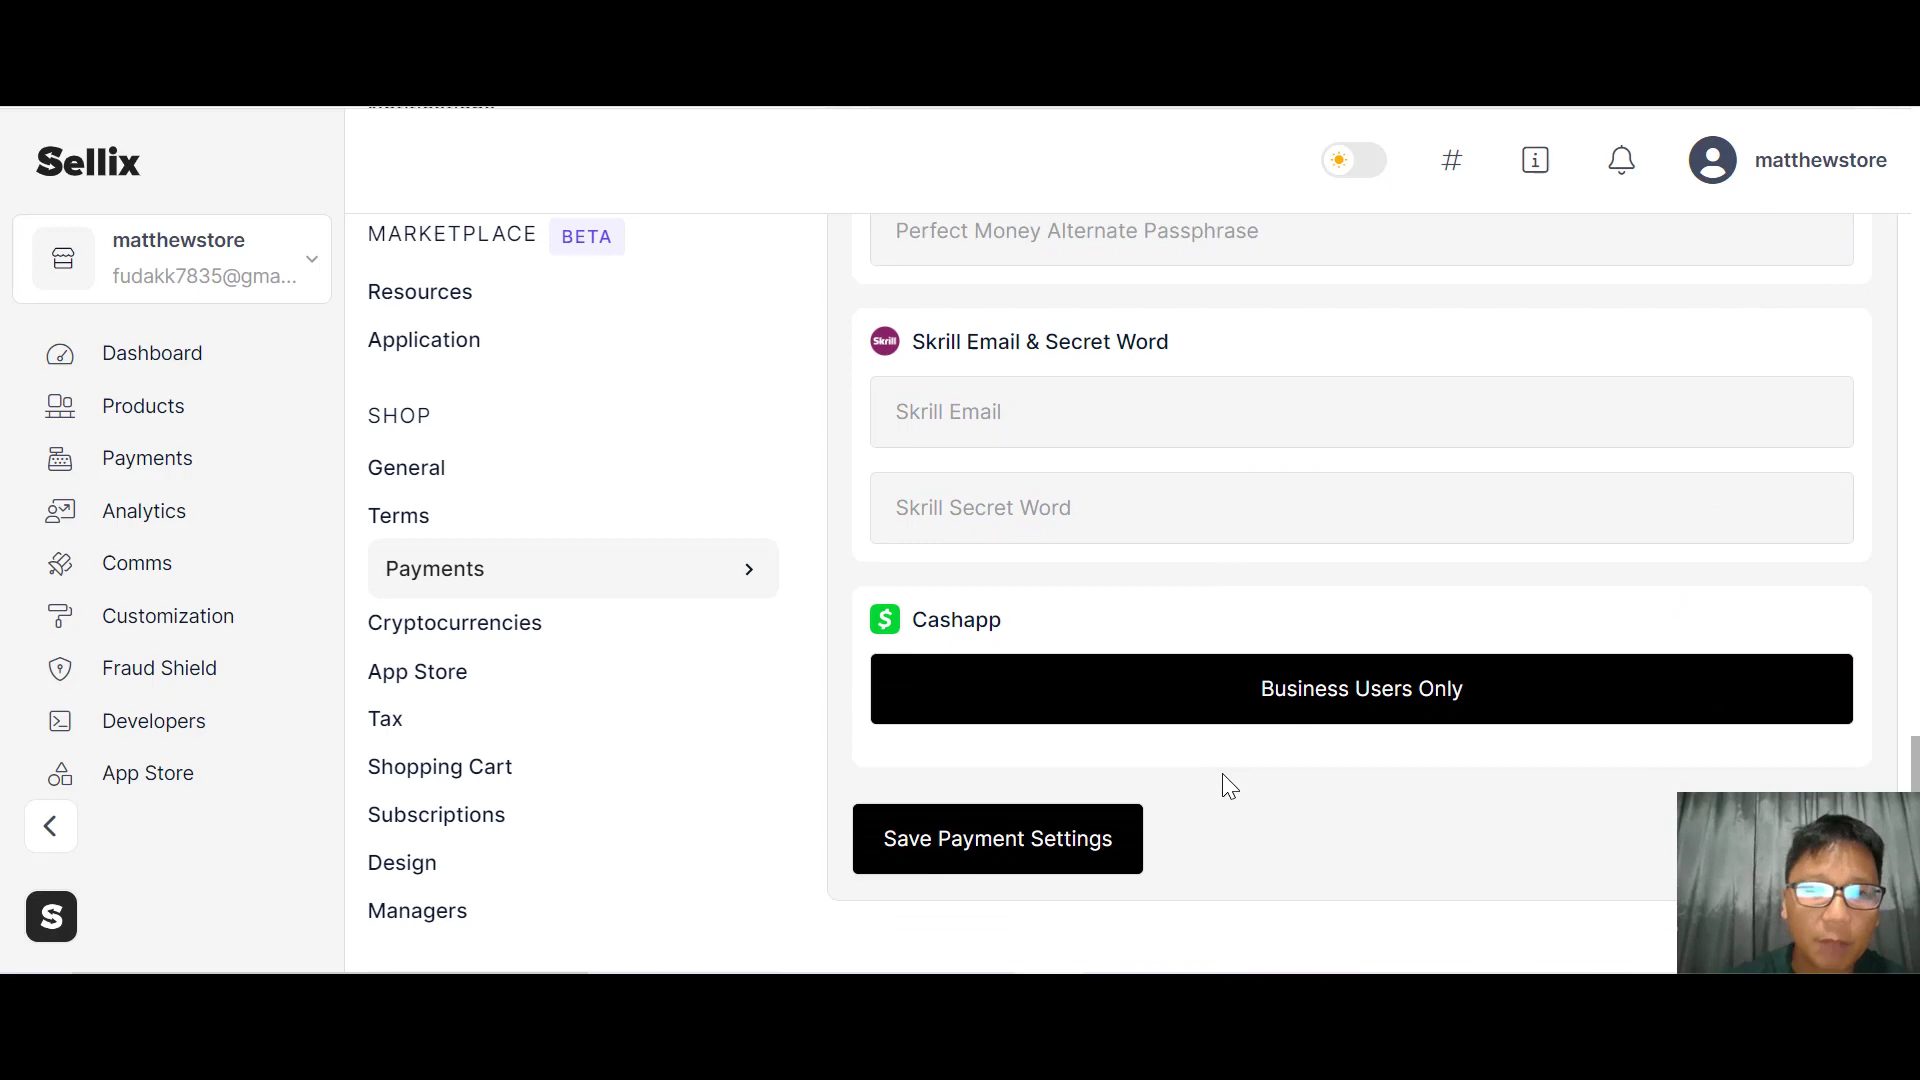 Sellix
matthewstore
matthewstore
fudakk7835@gma...
Dashboard
Products
Payments
Analytics
Comms
Customization
Fraud Shield
Developers
App Store
S
MARKETPLACE BETA
Resources
Application
SHOP
General
Terms
Payments
Cryptocurrencies
App Store
Tax
Shopping Cart
Subscriptions
Design
Managers
Perfect Money Alternate Passphrase
Skrill Skrill Email & Secret Word
Skrill Email
Skrill Secret Word
$ Cashapp
Business Users Only
Save Payment Settings